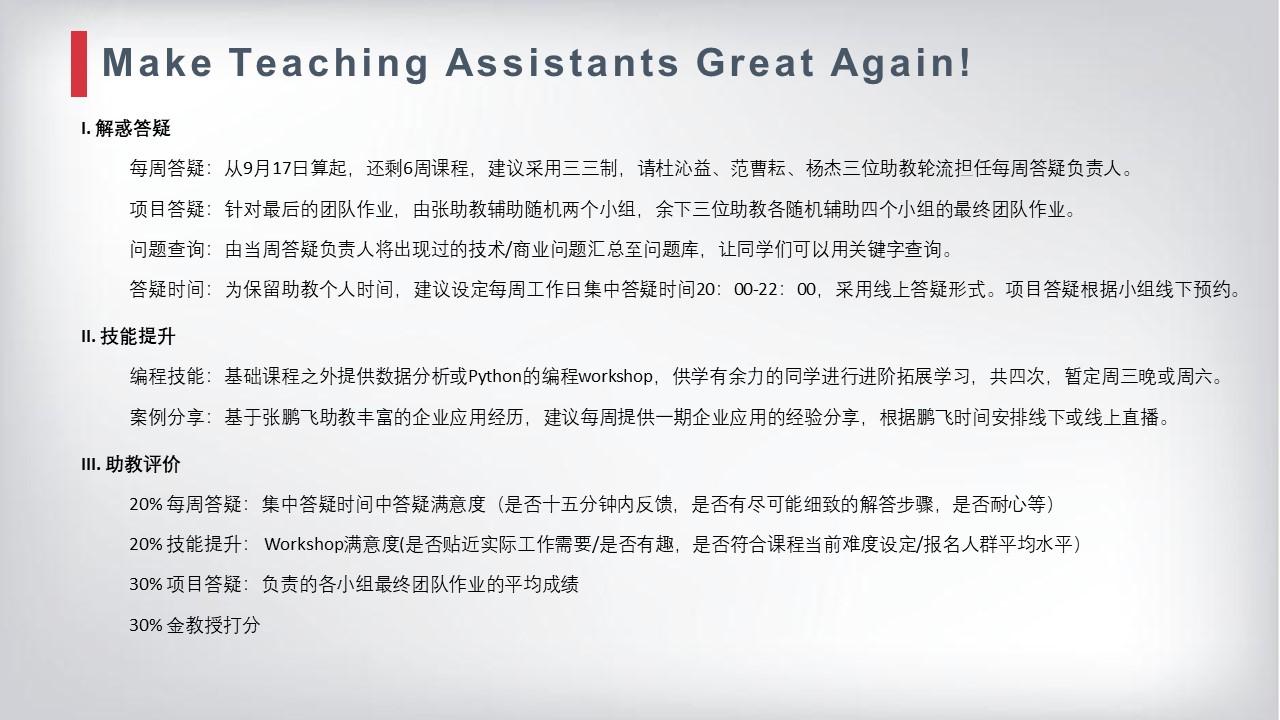 Make Teaching Assistants Great Again!
I. 解惑答疑
每周答疑：从9月17日算起，还剩6周课程，建议采用三三制，请杜沁益、范曹耘、杨杰三位助教轮流担任每周答疑负责人。
项目答疑：针对最后的团队作业，由张助教辅助随机两个小组，余下三位助教各随机辅助四个小组的最终团队作业。
问题查询：由当周答疑负责人将出现过的技术/商业问题汇总至问题库，让同学们可以用关键字查询。
答疑时间：为保留助教个人时间，建议设定每周工作日集中答疑时间20：00-22：00，采用线上答疑形式。项目答疑根据小组线下预约。
II. 技能提升
编程技能：基础课程之外提供数据分析或Python的编程workshop，供学有余力的同学进行进阶拓展学习，共四次，暂定周三晚或周六。
案例分享：基于张鹏飞助教丰富的企业应用经历，建议每周提供一期企业应用的经验分享，根据鹏飞时间安排线下或线上直播。
III. 助教评价
20% 每周答疑：集中答疑时间中答疑满意度（是否十五分钟内反馈，是否有尽可能细致的解答步骤，是否耐心等）
20% 技能提升： Workshop满意度(是否贴近实际工作需要/是否有趣，是否符合课程当前难度设定/报名人群平均水平）
30% 项目答疑：负责的各小组最终团队作业的平均成绩
30% 金教授打分